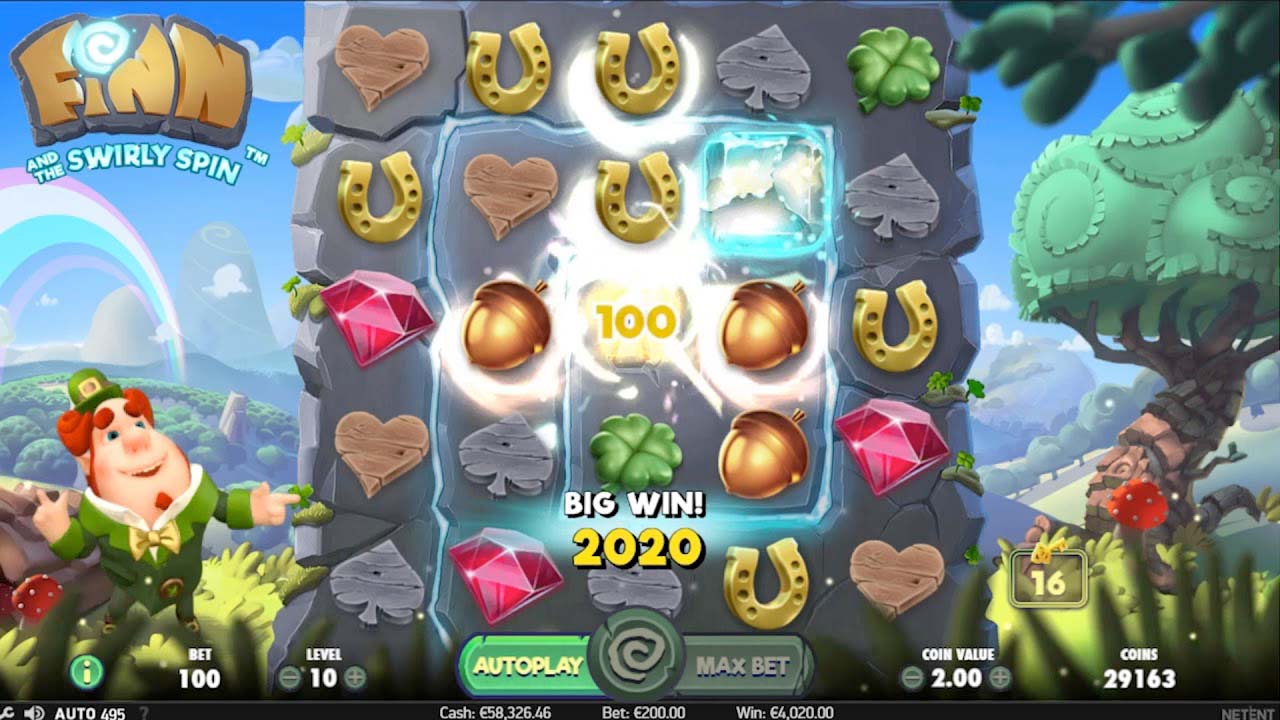 FINN
AND THE SWIRLY SPIN™
100
BIG WIN!
2020
16
BET
100
LEVEL
10
AUTOPLAY
MAX BET
COIN VALUE
2.00
COINS
29163
AUTO 495 ?
Cash: €58,326.46 Bet: €200.00 Win: €4,020.00
NETENT